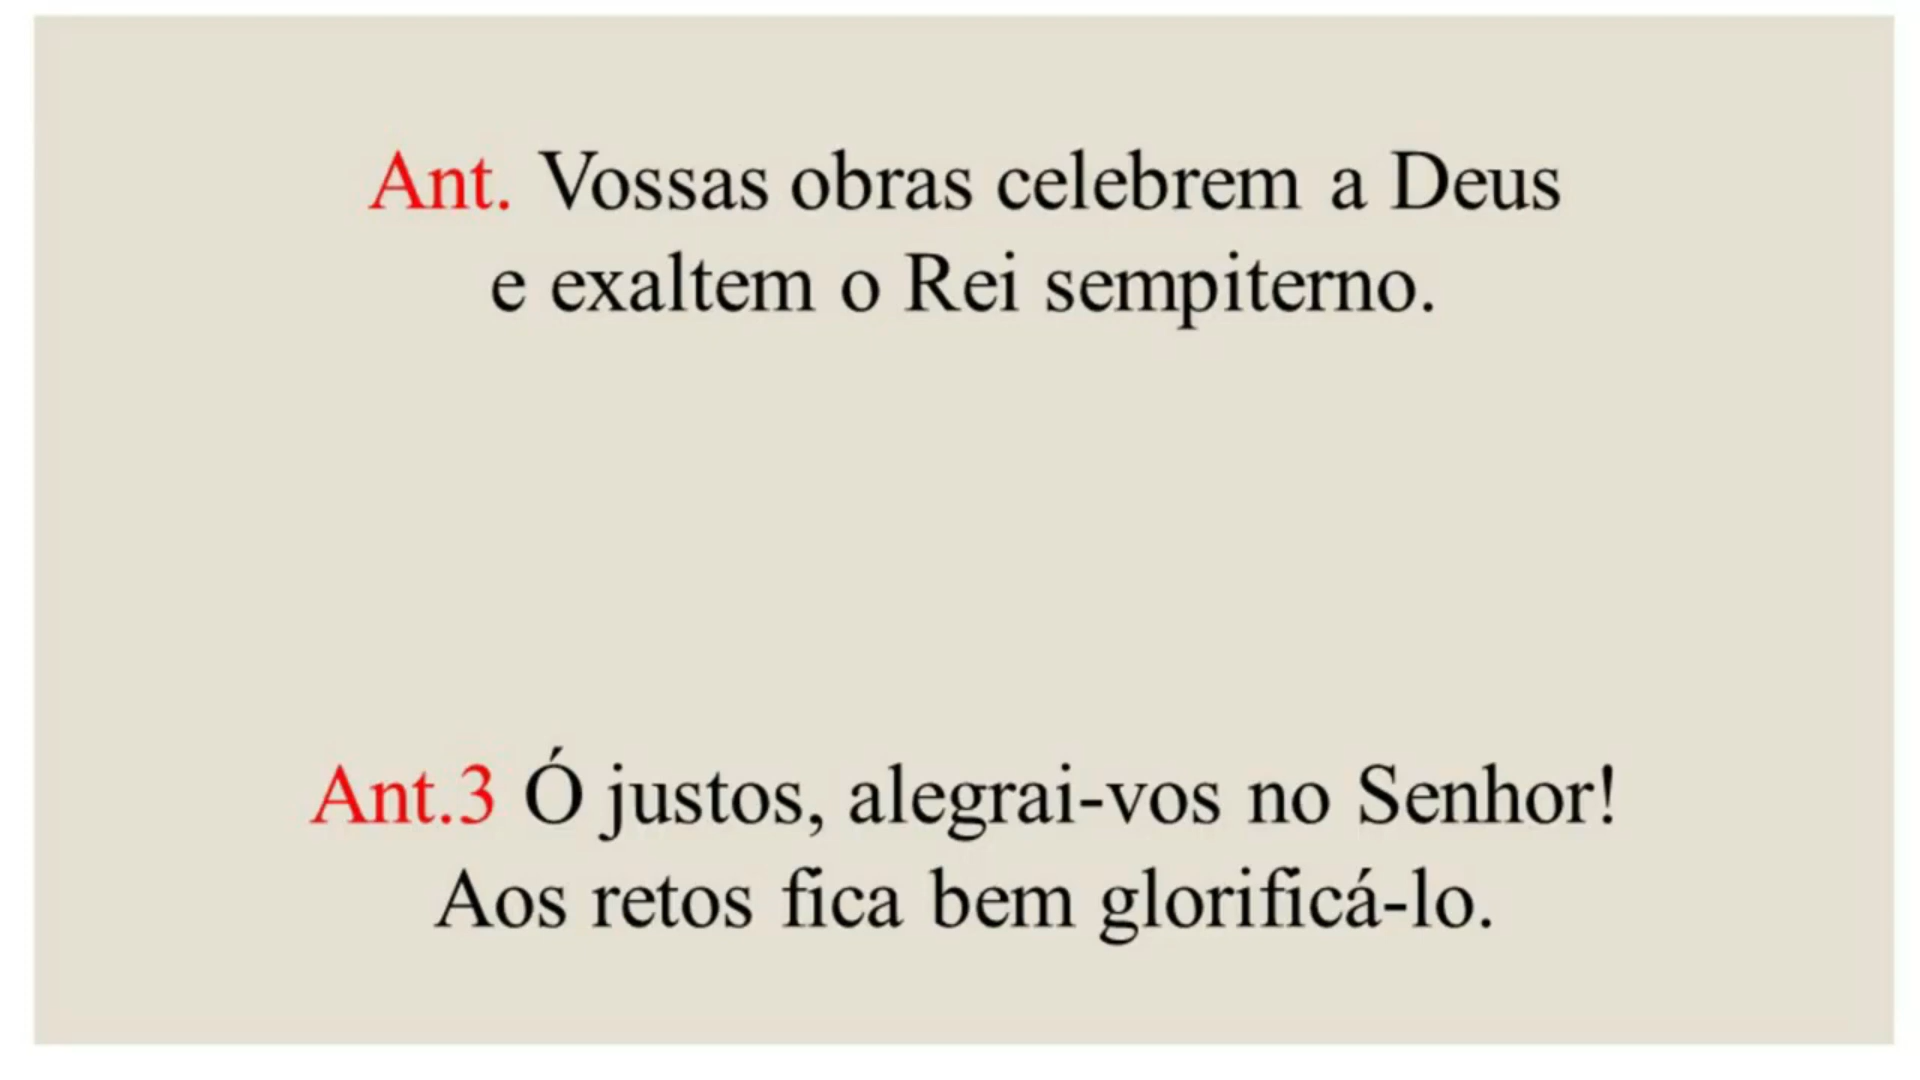 Ant. Vossas obras celebrem a Deus
e exaltem o Rei sempiterno.
Ant.3 Ó justos, alegrai-vos no Senhor!
Aos retos fica bem glorificá-lo.